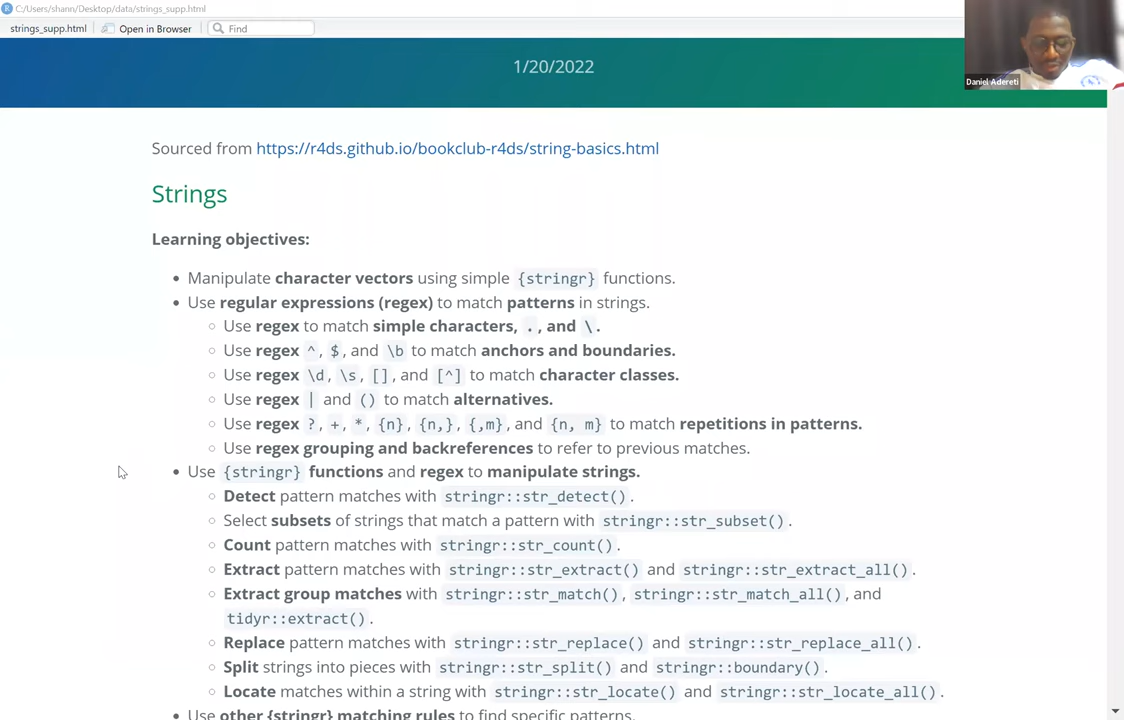 C:/Users/shann/Desktop/data/strings_supp.html
strings_supp.html Open in Browser Find
1/20/2022
Daniel Adereti
Sourced from https://r4ds.github.io/bookclub-r4ds/string-basics.html
Strings
Learning objectives:
• Manipulate character vectors using simple {stringr} functions.
• Use regular expressions (regex) to match patterns in strings.
○ Use regex to match simple characters, ., and \.
○ Use regex ^, $, and \b to match anchors and boundaries.
○ Use regex \d, \s, [], and [^] to match character classes.
○ Use regex | and () to match alternatives.
○ Use regex ?, +, *, {n}, {n,}, {,m}, and {n, m} to match repetitions in patterns.
○ Use regex grouping and backreferences to refer to previous matches.
• Use {stringr} functions and regex to manipulate strings.
○ Detect pattern matches with stringr::str_detect().
○ Select subsets of strings that match a pattern with stringr::str_subset().
○ Count pattern matches with stringr::str_count().
○ Extract pattern matches with stringr::str_extract() and stringr::str_extract_all().
○ Extract group matches with stringr::str_match(), stringr::str_match_all(), and
tidyr::extract().
○ Replace pattern matches with stringr::str_replace() and stringr::str_replace_all().
○ Split strings into pieces with stringr::str_split() and stringr::boundary().
○ Locate matches within a string with stringr::str_locate() and stringr::str_locate_all().
• Use other {stringr} matching rules to find specific patterns.